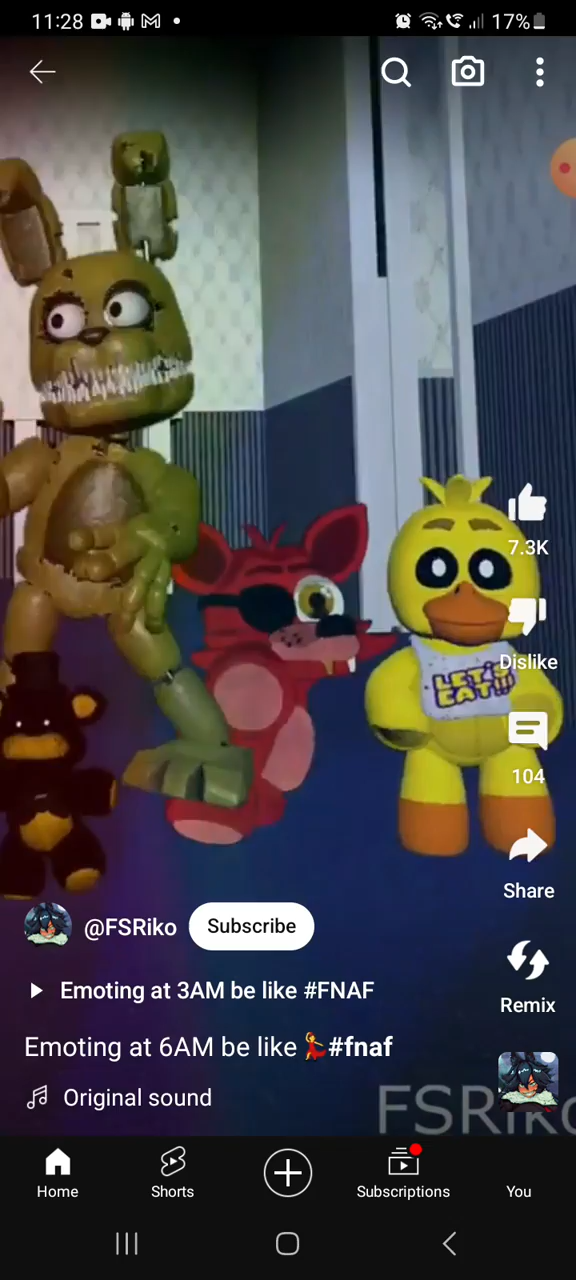 11:28
17%
LET'S
EAT!!!
7.3K
Dislike
104
Share
@FSRiko
Subscribe
Emoting at 3AM be like #FNAF
Remix
Emoting at 6AM be like 💃#fnaf
Original sound
FSRiko
Home
Shorts
Subscriptions
You